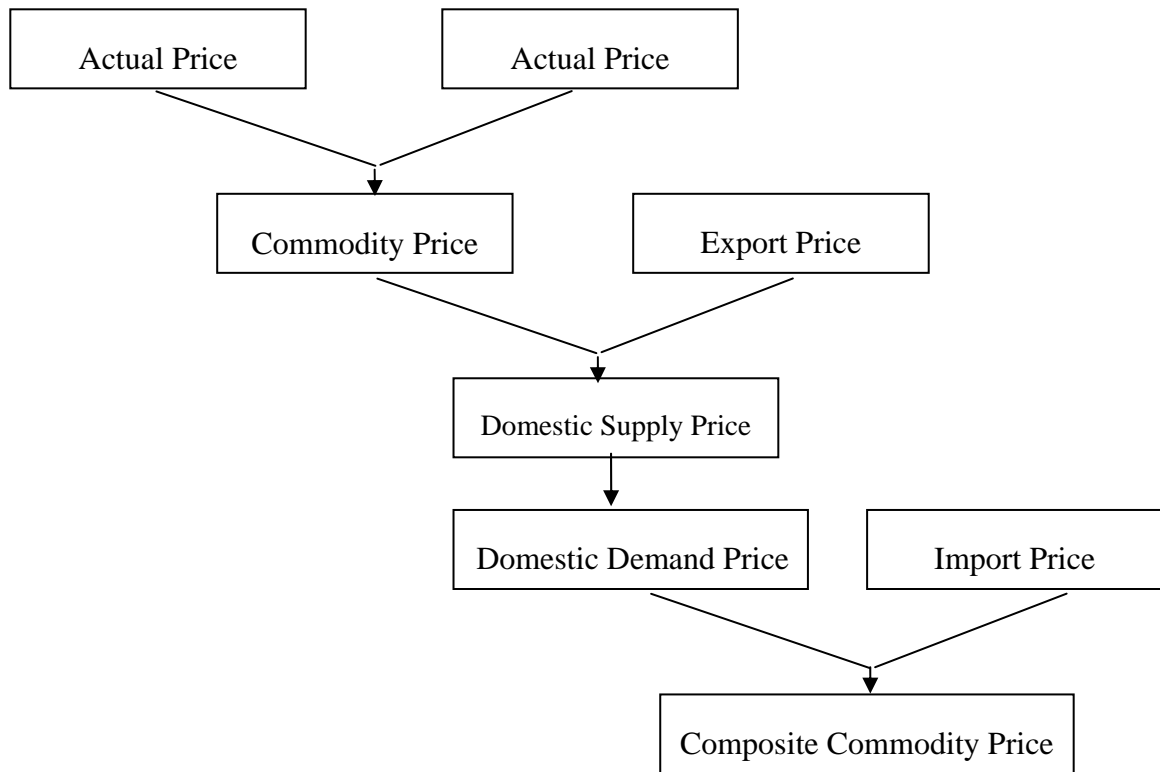 Actual Price
Actual Price
Commodity Price
Export Price
Domestic Supply Price
Domestic Demand Price
Import Price
Composite Commodity Price